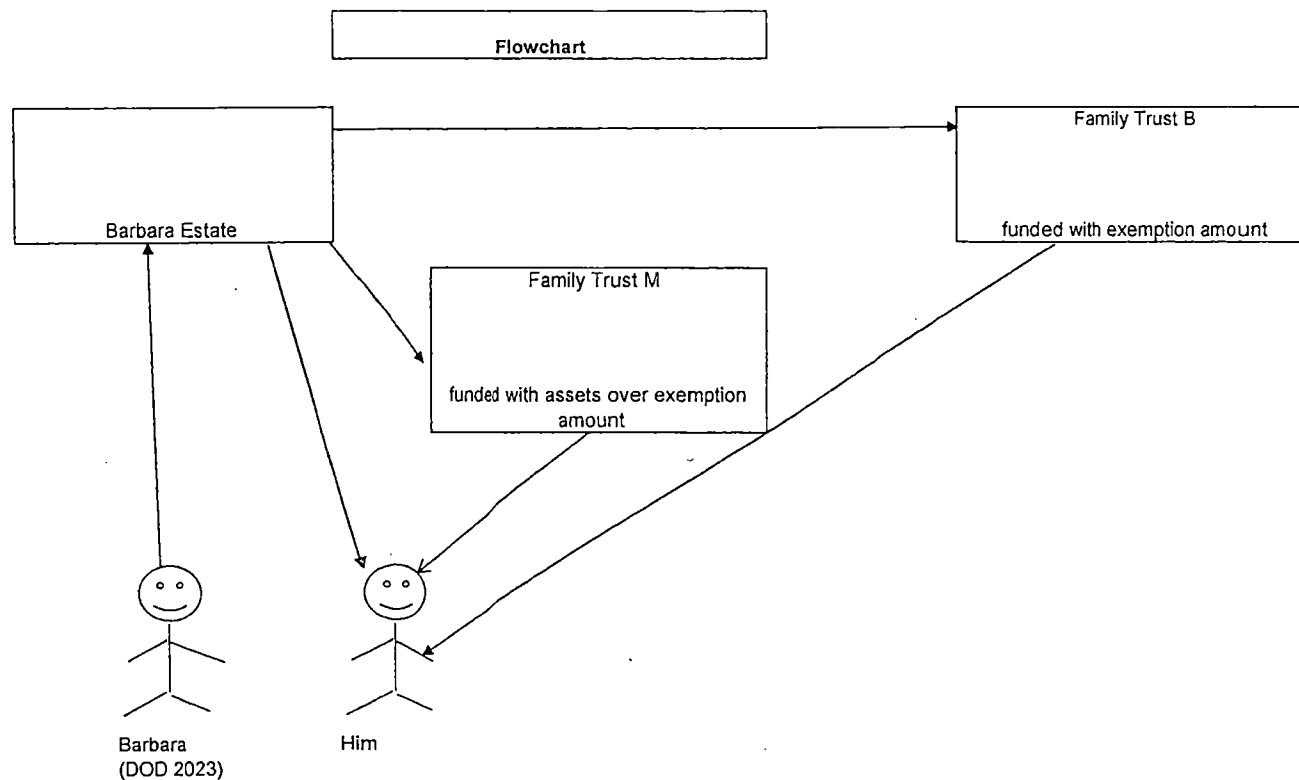 Flowchart
Family Trust B
Barbara Estate
funded with exemption amount
Family Trust M
funded with assets over exemption
amount
Barbara
(DOD 2023)
Him